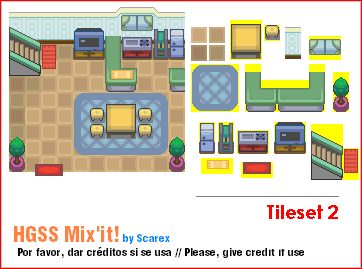 Tileset 2
HGSS Mix'it! by Scarex
Por favor, dar créditos si se usa // Please, give credit if use